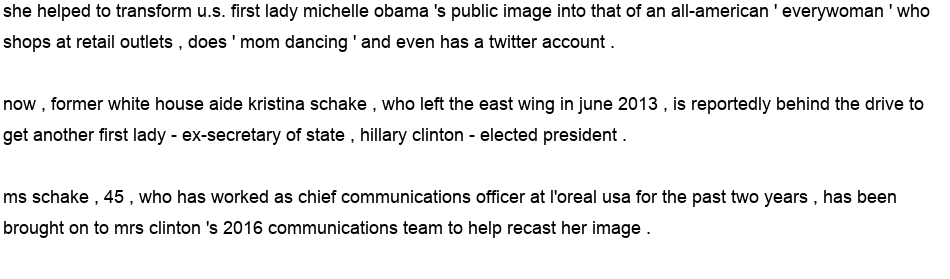 she helped to transform u.s. first lady michelle obama 's public image into that of an all-american ' everywoman ' who
shops at retail outlets , does ' mom dancing ' and even has a twitter account .
now , former white house aide kristina schake , who left the east wing in june 2013 , is reportedly behind the drive to
get another first lady - ex-secretary of state , hillary clinton - elected president .
ms schake , 45 , who has worked as chief communications officer at l'oreal usa for the past two years , has been
brought on to mrs clinton 's 2016 communications team to help recast her image .